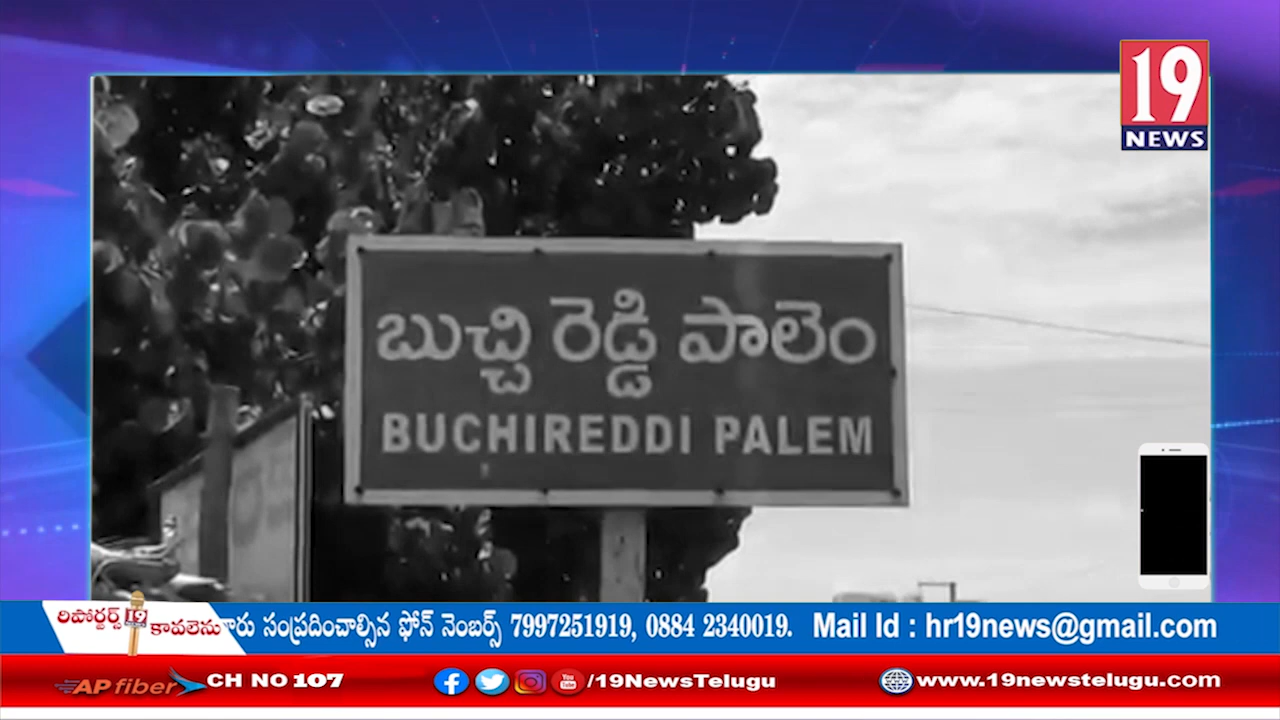 19
NEWS
బుచ్చి రెడ్డి పాలెం
BUCHIREDDI PALEM
రిపోర్టర్స్ 19 కావలెను
రు సంప్రదించాల్సిన ఫోన్ నెంబర్స్ 7997251919, 0884 2340019. Mail Id : hr19news@gmail.com
AP fiber CH NO 107 /19NewsTelugu www.19newstelugu.com